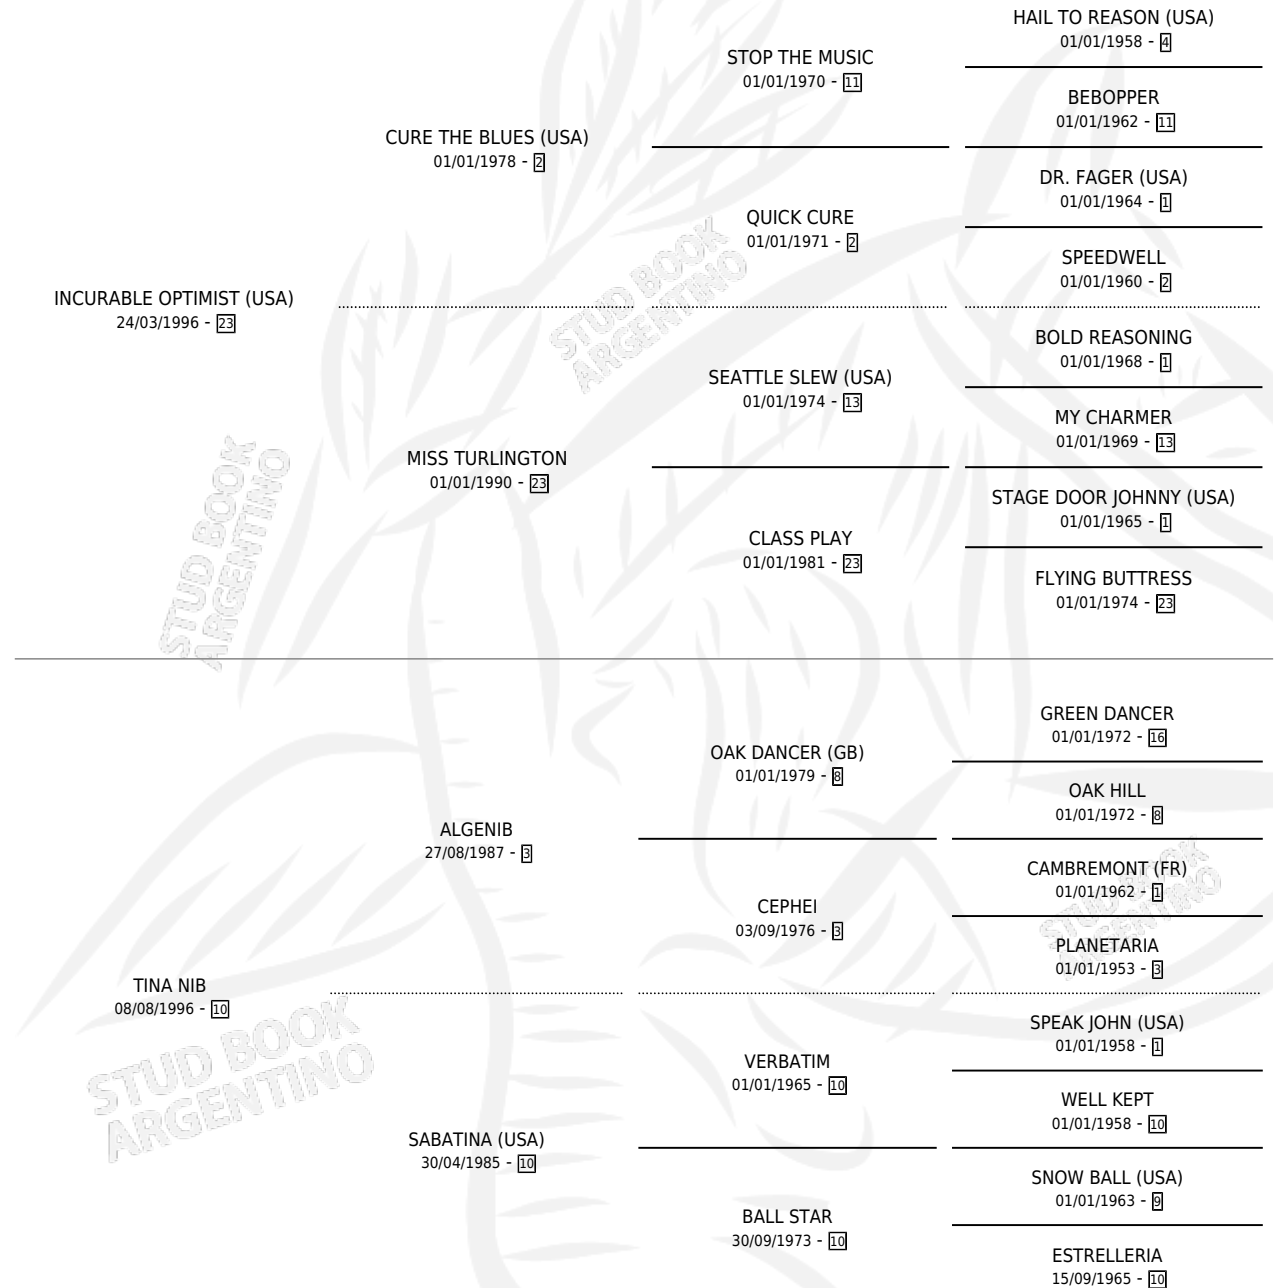 HAIL TO REASON (USA)
01/01/1958 - 4
STOP THE MUSIC
01/01/1970 - 11
BEBOPPER
01/01/1962 - 11
CURE THE BLUES (USA)
01/01/1978 - 2
DR. FAGER (USA)
01/01/1964 - 1
QUICK CURE
01/01/1971 - 2
SPEEDWELL
01/01/1960 - 2
INCURABLE OPTIMIST (USA)
24/03/1996 - 23
BOLD REASONING
01/01/1968 - 1
SEATTLE SLEW (USA)
01/01/1974 - 13
MY CHARMER
01/01/1969 - 13
MISS TURLINGTON
01/01/1990 - 23
STAGE DOOR JOHNNY (USA)
01/01/1965 - 1
CLASS PLAY
01/01/1981 - 23
FLYING BUTTRESS
01/01/1974 - 23
GREEN DANCER
01/01/1972 - 16
OAK DANCER (GB)
01/01/1979 - 8
OAK HILL
01/01/1972 - 8
ALGENIB
27/08/1987 - 3
CAMBREMONT (FR)
01/01/1962 - 1
CEPHEI
03/09/1976 - 3
PLANETARIA
01/01/1953 - 3
TINA NIB
08/08/1996 - 10
SPEAK JOHN (USA)
01/01/1958 - 1
VERBATIM
01/01/1965 - 10
WELL KEPT
01/01/1958 - 10
SABATINA (USA)
30/04/1985 - 10
SNOW BALL (USA)
01/01/1963 - 9
BALL STAR
30/09/1973 - 10
ESTRELLERIA
15/09/1965 - 10
STUD BOOK
ARGENTINO
STUD BOOK
ARGENTINO
STUD BOOK
ARGENTINO
STUD BOOK
ARGENTINO